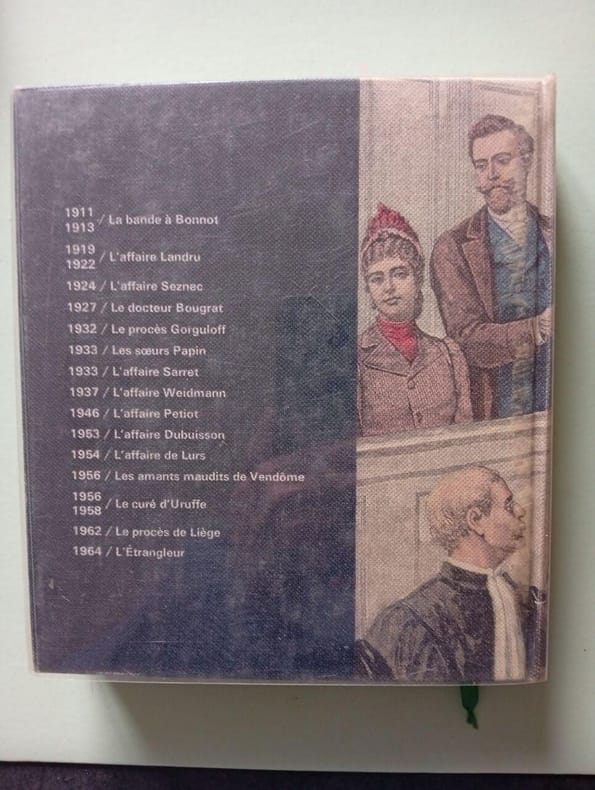 1911
1913 / La bande à Bonnot
1919
1922 / L'affaire Landru
1924 / L'affaire Seznec
1927 / Le docteur Bougrat
1932 / Le procès Gorguloff
1933 / Les sœurs Papin
1933 / L'affaire Sarret
1937 / L'affaire Weidmann
1946 / L'affaire Petiot
1953 / L'affaire Dubuisson
1954 / L'affaire de Lurs
1956 / Les amants maudits de Vendôme
1956
1958 / Le curé d'Uruffe
1962 / Le procès de Liège
1964 / L'Étrangleur